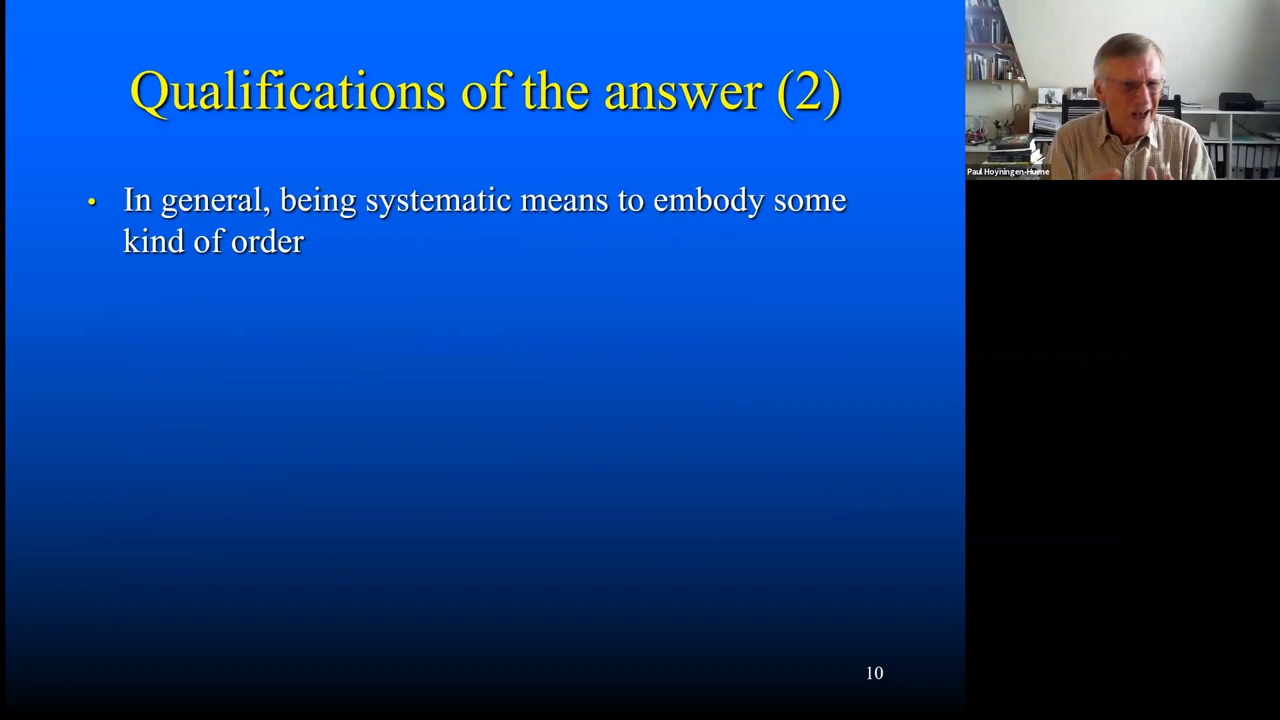 Qualifications of the answer (2)
• In general, being systematic means to embody some
kind of order
10
Paul Hoyningen-Huene